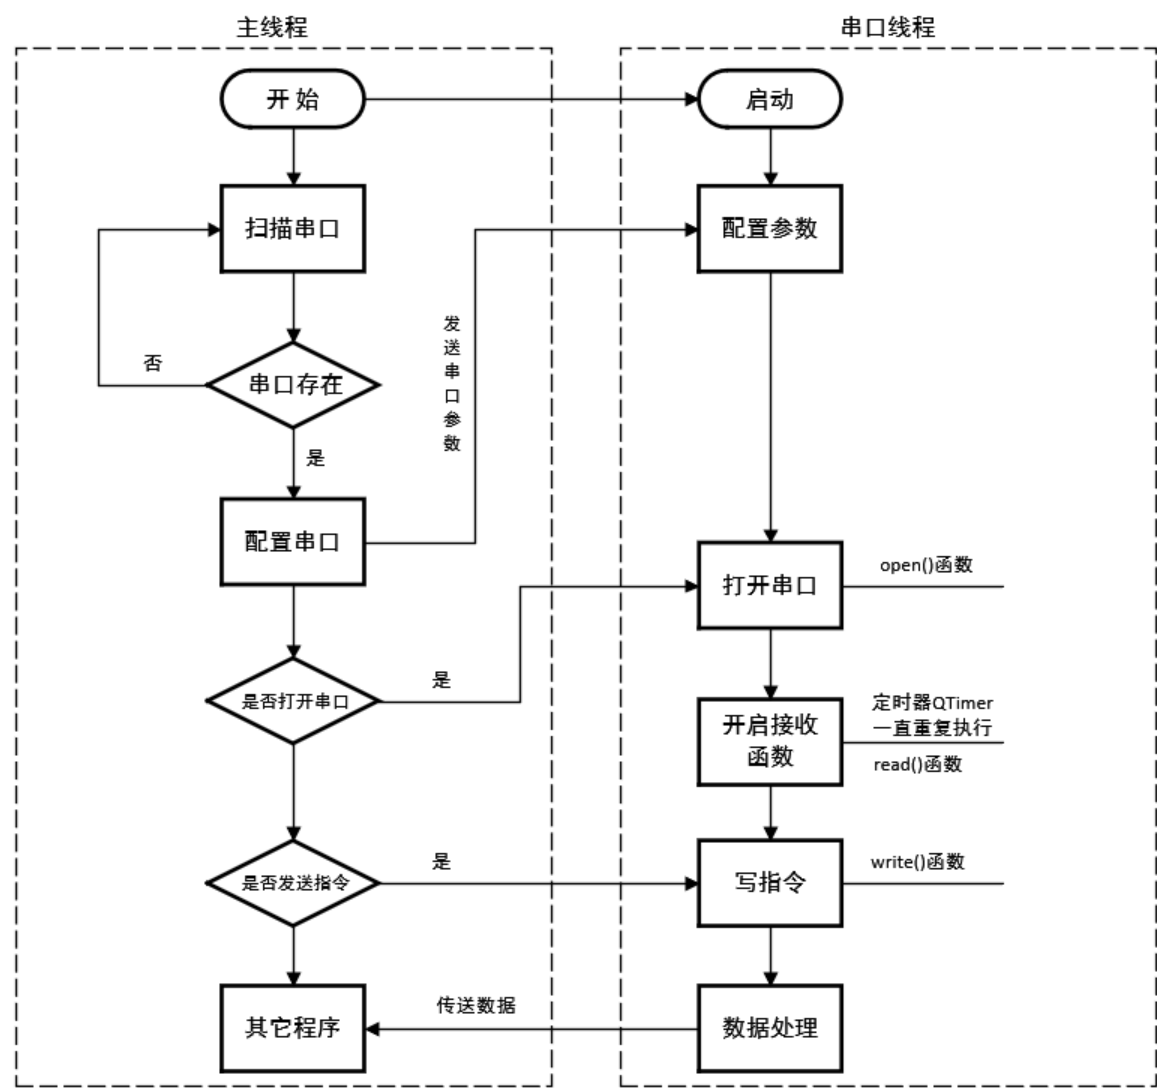 主线程
串口线程
开 始
启动
扫描串口
配置参数
发送串口参数
否
串口存在
是
配置串口
打开串口
open()函数
是否打开串口
是
开启接收
函数
定时器QTimer
一直重复执行
read()函数
是否发送指令
是
写指令
write()函数
其它程序
传送数据
数据处理